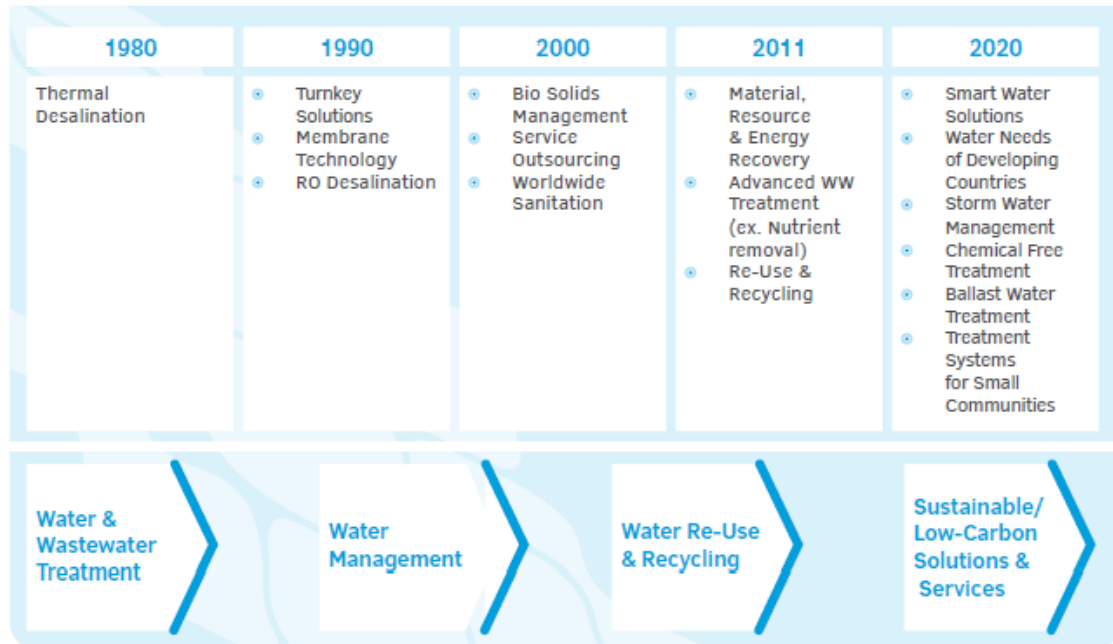 1980
Thermal
Desalination
1990
Turnkey
Solutions
Membrane
Technology
RO Desalination
2000
Bio Solids
Management
Service
Outsourcing
Worldwide
Sanitation
2011
Material,
Resource
& Energy
Recovery
Advanced WW
Treatment
(ex. Nutrient
removal)
Re-Use &
Recycling
2020
Smart Water
Solutions
Water Needs
of Developing
Countries
Storm Water
Management
Chemical Free
Treatment
Ballast Water
Treatment
Treatment
Systems
for Small
Communities
Water &
Wastewater
Treatment
Water
Management
Water Re-Use
& Recycling
Sustainable/
Low-Carbon
Solutions &
Services